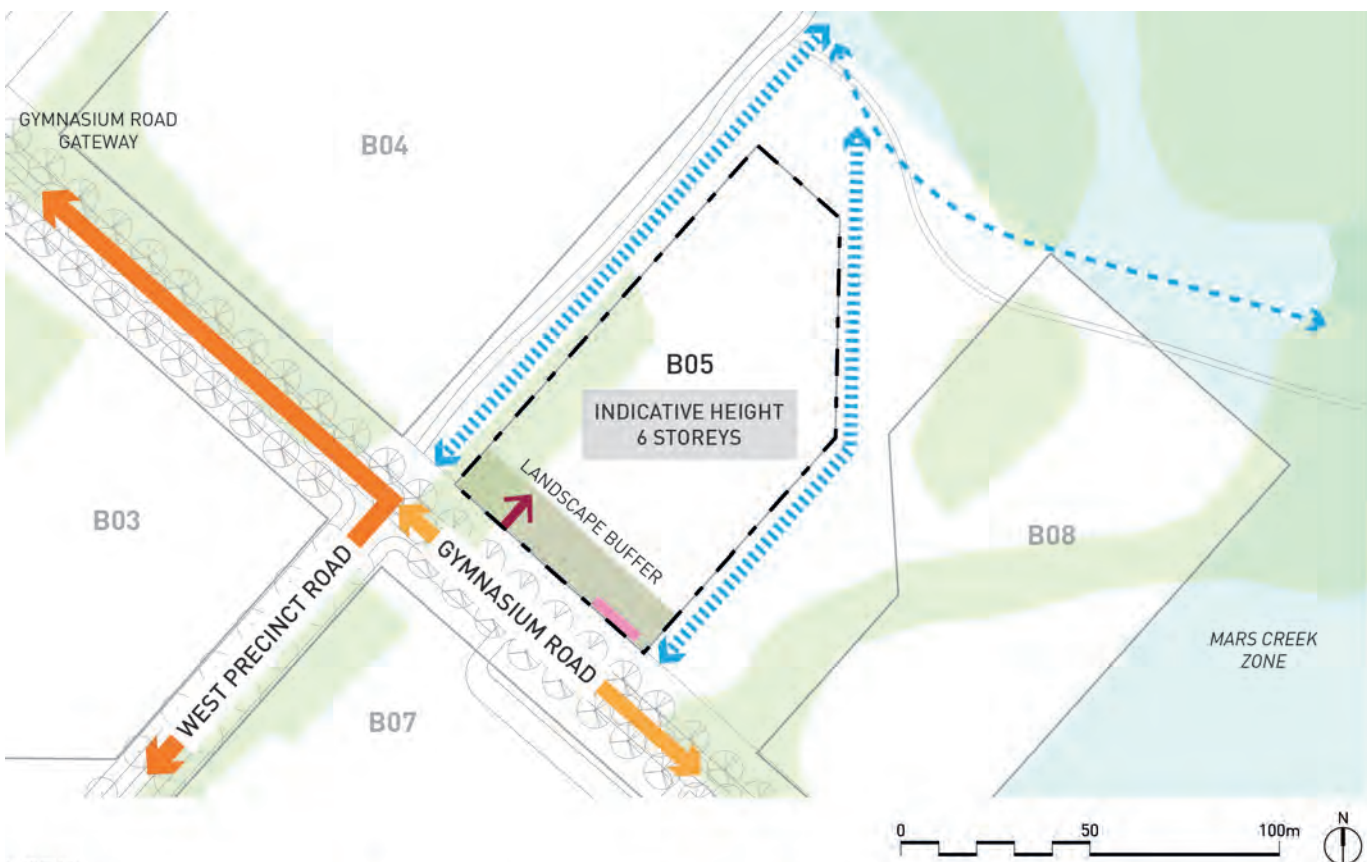 GYMNASIUM ROAD
GATEWAY
B04
B05
INDICATIVE HEIGHT
6 STOREYS
LANDSCAPE BUFFER
B03
GYMNASIUM ROAD
WEST PRECINCT ROAD
B08
B07
MARS CREEK
ZONE
0 50 100m
N